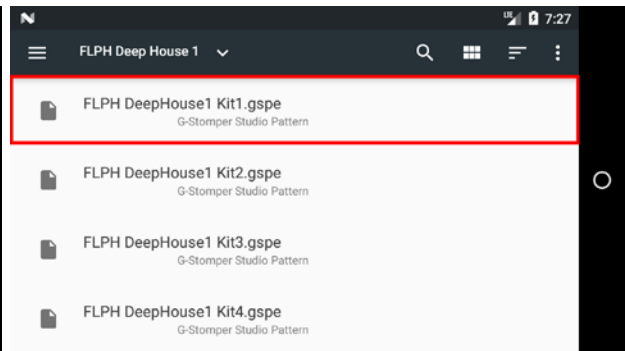 N LTE 7:27
FLPH Deep House 1
FLPH DeepHouse1 Kit1.gspe
G-Stomper Studio Pattern
FLPH DeepHouse1 Kit2.gspe
G-Stomper Studio Pattern
FLPH DeepHouse1 Kit3.gspe
G-Stomper Studio Pattern
FLPH DeepHouse1 Kit4.gspe
G-Stomper Studio Pattern